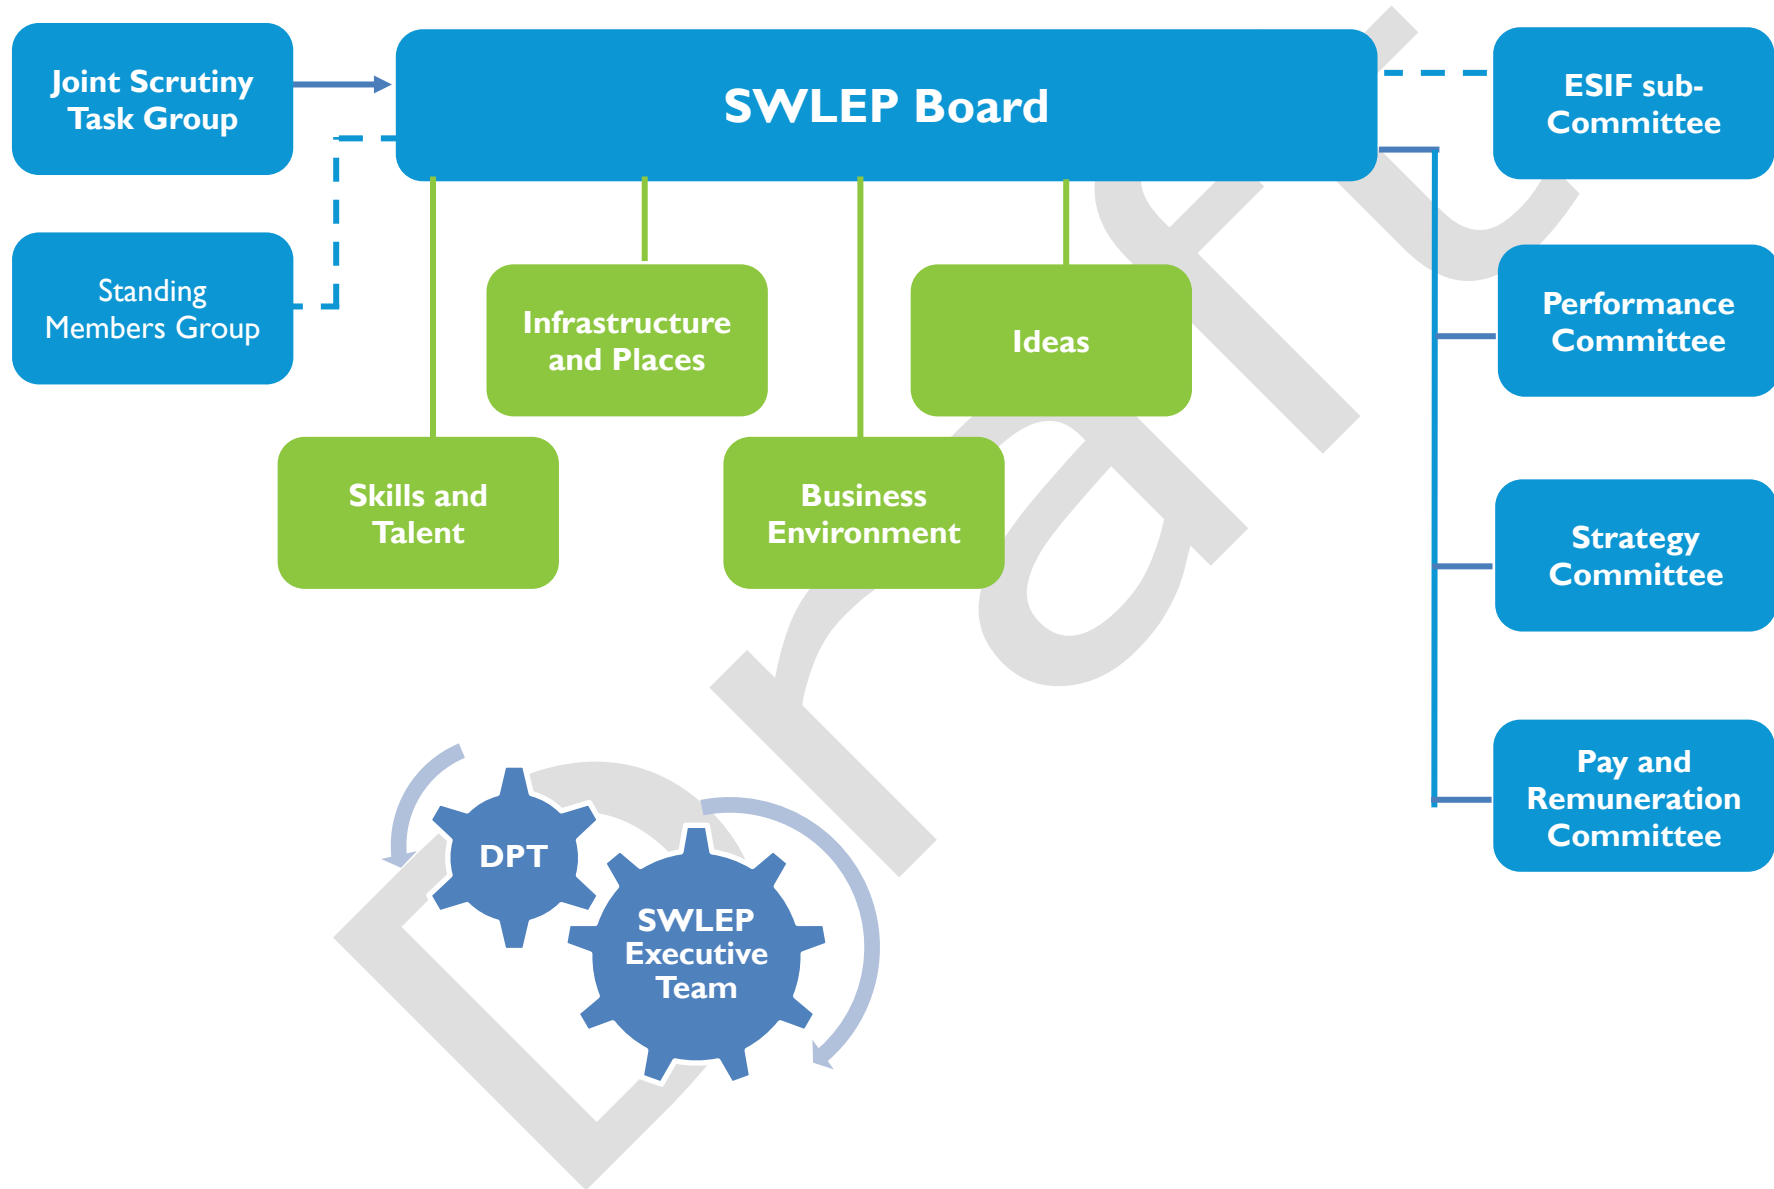 Joint Scrutiny
Task Group
SWLEP Board
ESIF sub-
Committee
Standing
Members Group
Infrastructure
and Places
Ideas
Performance
Committee
Skills and
Talent
Business
Environment
Strategy
Committee
Pay and
Remuneration
Committee
DPT
SWLEP
Executive
Team
Draft